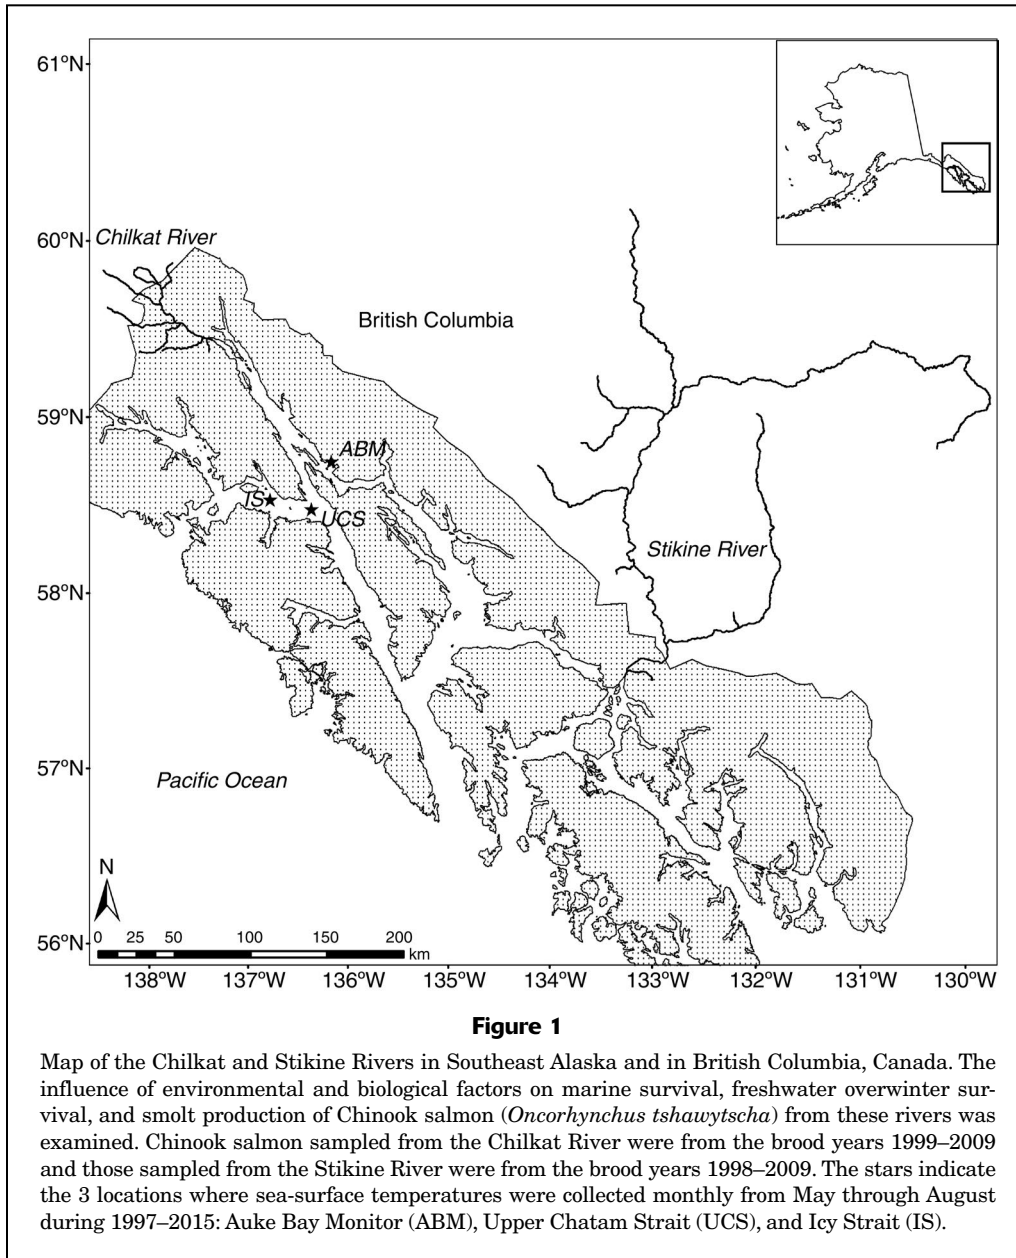 61°N
60°N
Chilkat River
British Columbia
59°N
ABM
IS
UCS
Stikine River
58°N
57°N
Pacific Ocean
N
56°N
0 25 50 100 150 200
km
138°W 137°W 136°W 135°W 134°W 133°W 132°W 131°W 130°W
Figure 1
Map of the Chilkat and Stikine Rivers in Southeast Alaska and in British Columbia, Canada. The
influence of environmental and biological factors on marine survival, freshwater overwinter sur-
vival, and smolt production of Chinook salmon (Oncorhynchus tshawytscha) from these rivers was
examined. Chinook salmon sampled from the Chilkat River were from the brood years 1999–2009
and those sampled from the Stikine River were from the brood years 1998–2009. The stars indicate
the 3 locations where sea-surface temperatures were collected monthly from May through August
during 1997–2015: Auke Bay Monitor (ABM), Upper Chatam Strait (UCS), and Icy Strait (IS).